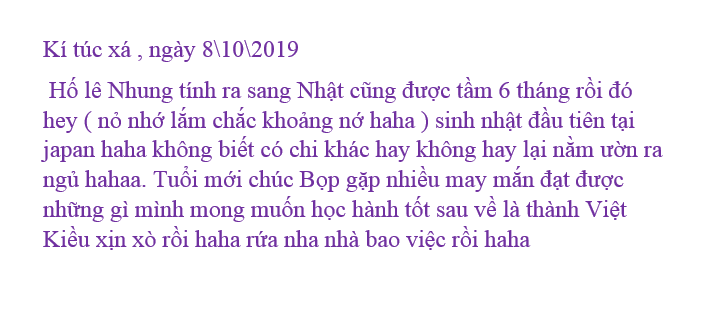 Kí túc xá , ngày 8\10\2019
Hố lê Nhung tính ra sang Nhật cũng được tầm 6 tháng rồi đó
hey ( nỏ nhớ lắm chắc khoảng nớ haha ) sinh nhật đầu tiên tại
japan haha không biết có chi khác hay không hay lại nằm ườn ra
ngủ hahaa. Tuổi mới chúc Bọp gặp nhiều may mắn đạt được
những gì mình mong muốn học hành tốt sau về là thành Việt
Kiều xịn xò rồi haha rứa nha nhà bao việc rồi haha